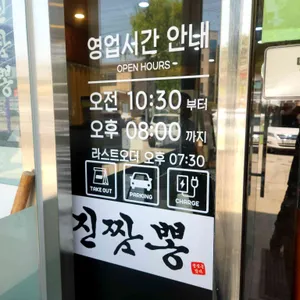 영업시간 안내
OPEN HOURS ~
오전 10:30 부터
오후 08:00 까지
라스트오더 오후 07:30
TAKE OUT
PARKING
CHARGE
진짬뽕